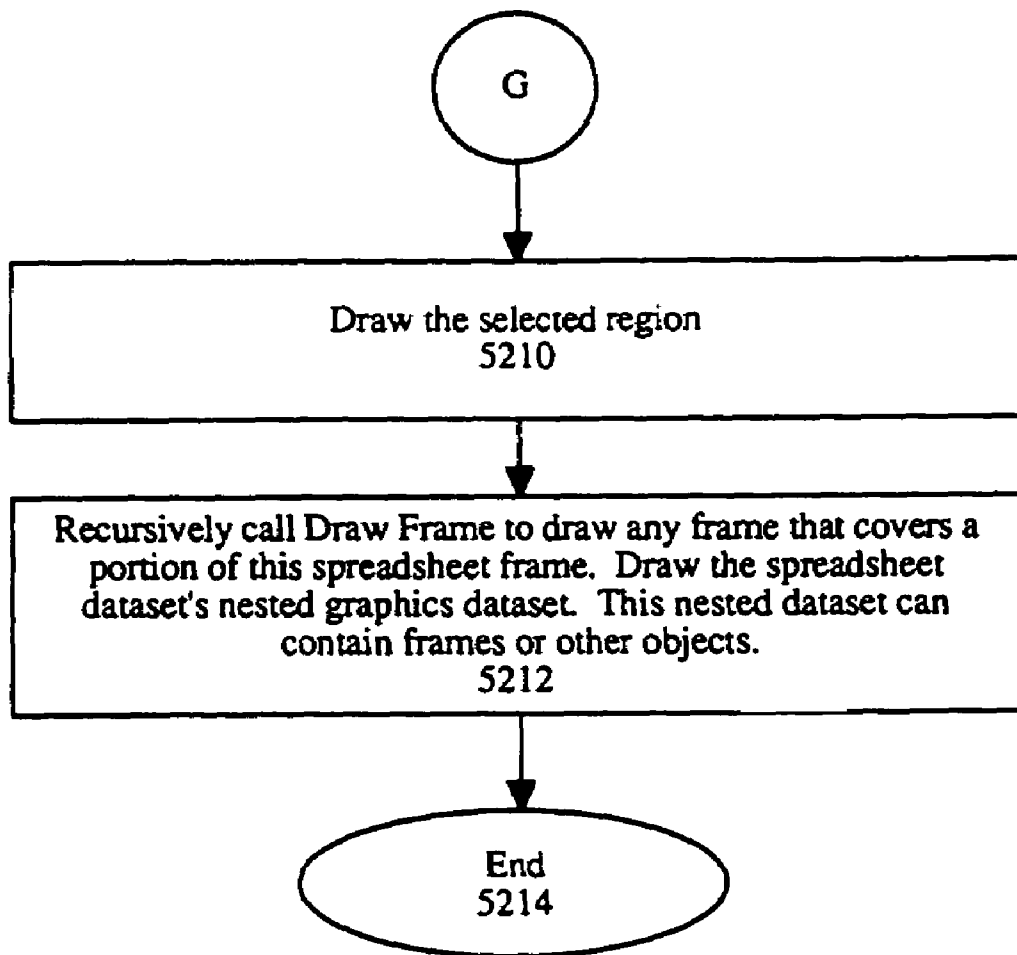 G
Draw the selected region
5210
Recursively call Draw Frame to draw any frame that covers a
portion of this spreadsheet frame. Draw the spreadsheet
dataset's nested graphics dataset. This nested dataset can
contain frames or other objects.
5212
End
5214